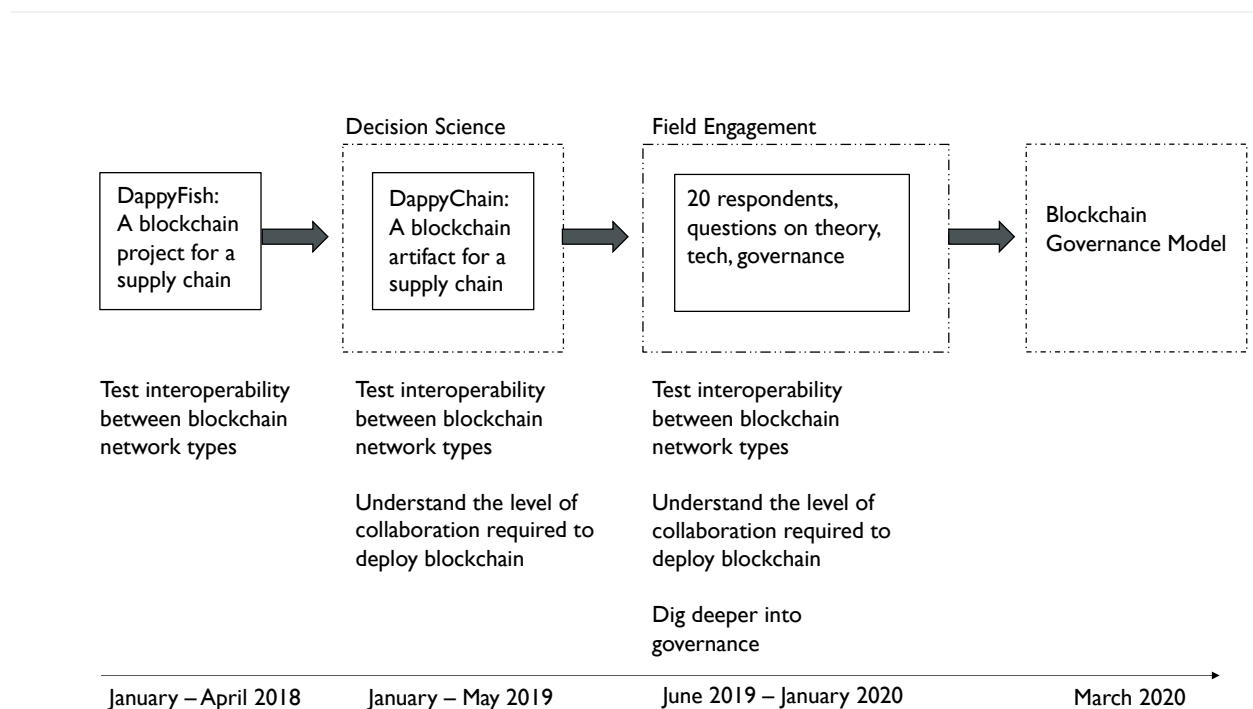 Decision Science
Field Engagement
DappyFish:
A blockchain
project for a
supply chain
DappyChain:
A blockchain
artifact for a
supply chain
20 respondents,
questions on theory,
tech, governance
Blockchain
Governance Model
Test interoperability
between blockchain
network types
Test interoperability
between blockchain
network types
Understand the level of
collaboration required to
deploy blockchain
Test interoperability
between blockchain
network types
Understand the level of
collaboration required to
deploy blockchain
Dig deeper into
governance
January – April 2018
January – May 2019
June 2019 – January 2020
March 2020